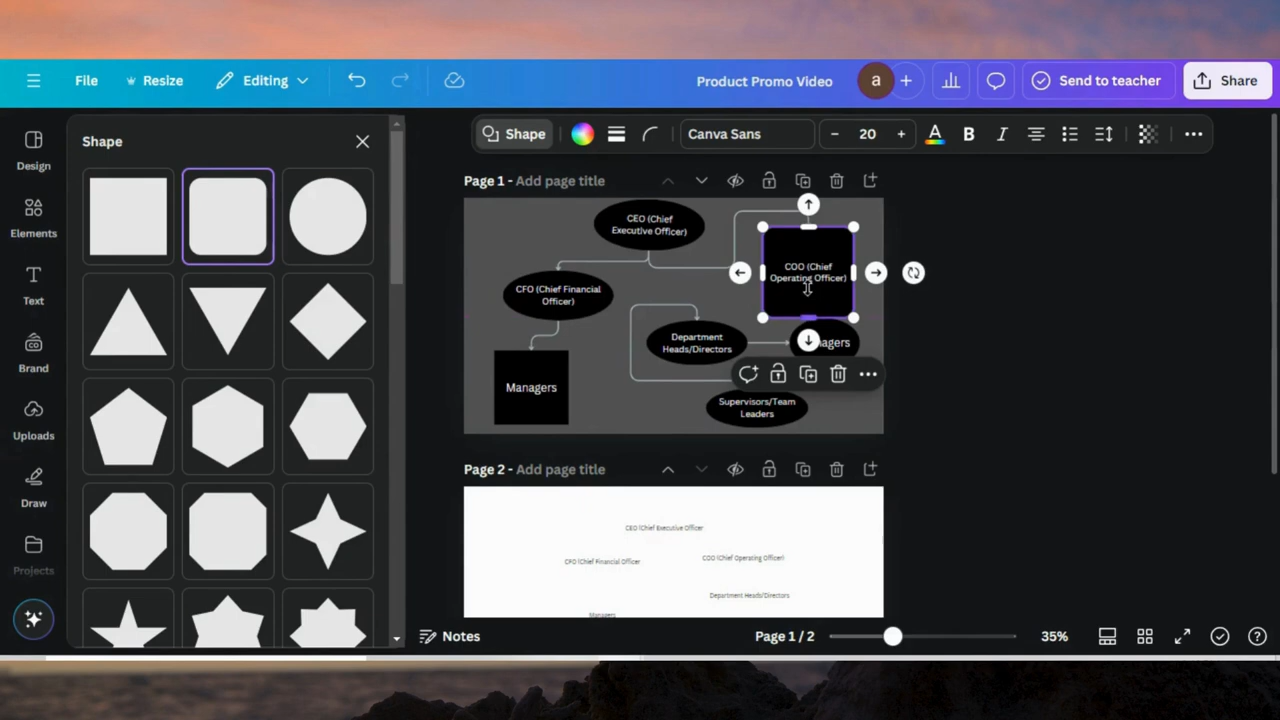 File
Resize
Editing
Product Promo Video
a
Send to teacher
Share
Design
Elements
Text
Brand
Uploads
Draw
Projects
Shape
Shape
Canva Sans
20
A
B
I
Page 1 - Add page title
CEO (Chief
Executive Officer)
COO (Chief
Operating Officer)
CFO (Chief Financial
Officer)
Department
Heads/Directors
agers
Managers
Supervisors/Team
Leaders
Page 2 - Add page title
CEO (Chief Executive Officer
CFO (Chief Financial Officer
COO (Chief Operating Officer)
Department Heads/Directors
Managers
Notes
Page 1 / 2
35%